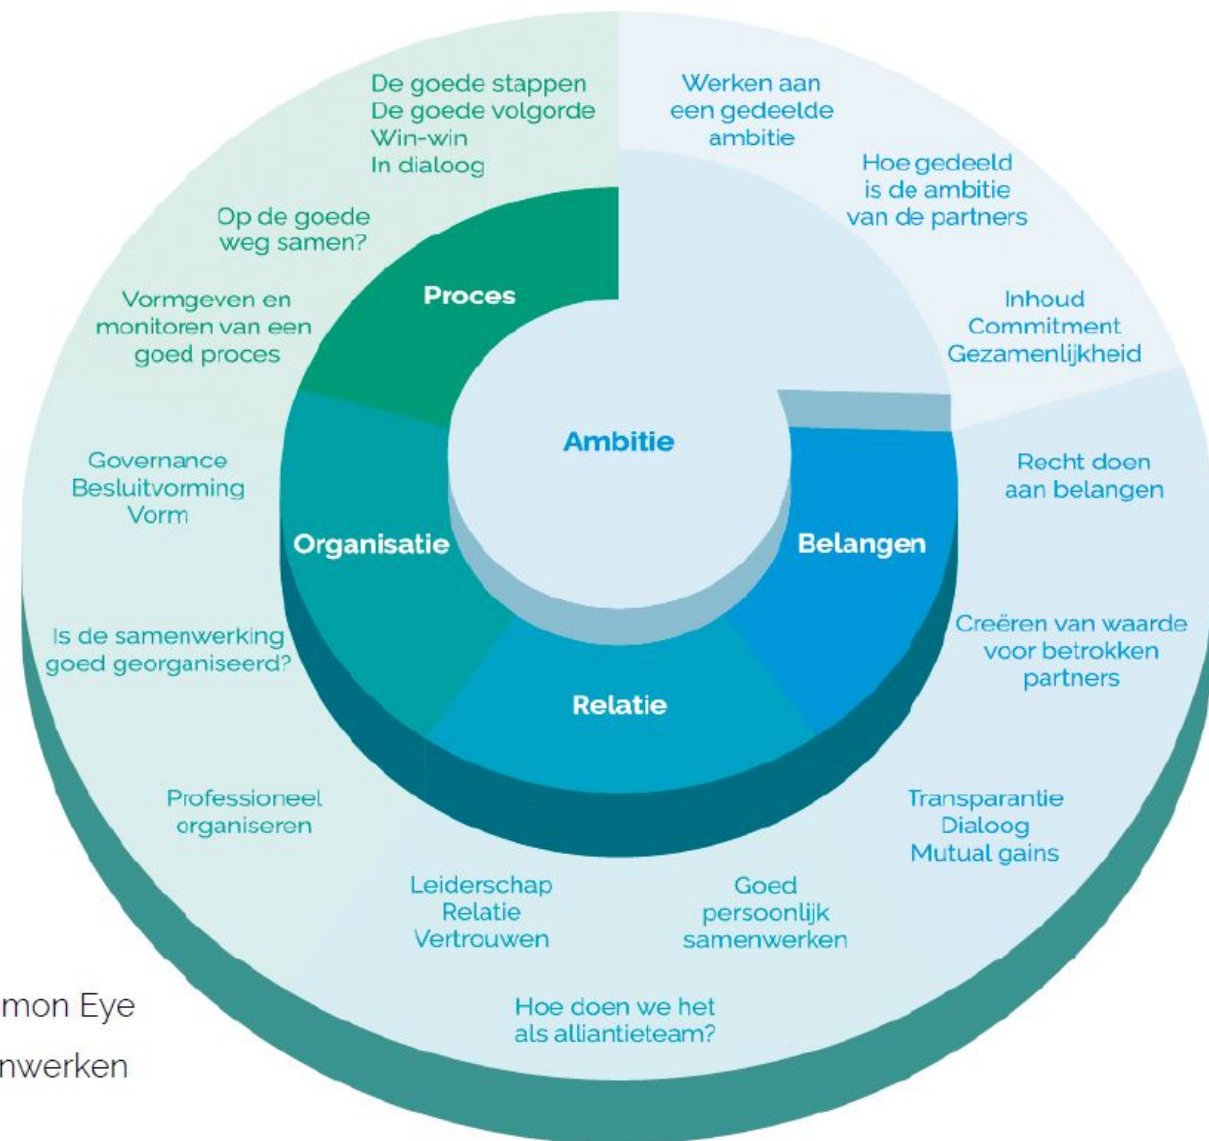 De goede stappen
De goede volgorde
Win-win
In dialoog
Op de goede
weg samen?
Vormgeven en
monitoren van een
goed proces
Proces
Werken aan
een gedeelde
ambitie
Hoe gedeeld
is de ambitie
van de partners
Inhoud
Commitment
Gezamenlijkheid
Ambitie
Governance
Besluitvorming
Vorm
Organisatie
Is de samenwerking
goed georganiseerd?
Professioneel
organiseren
Belangen
Recht doen
aan belangen
Creëren van waarde
voor betrokken
partners
Transparantie
Dialoog
Mutual gains
Relatie
Leiderschap
Relatie
Vertrouwen
Goed
persoonlijk
samenwerken
Hoe doen we het
als alliantieteam?
mon Eye
nwerken